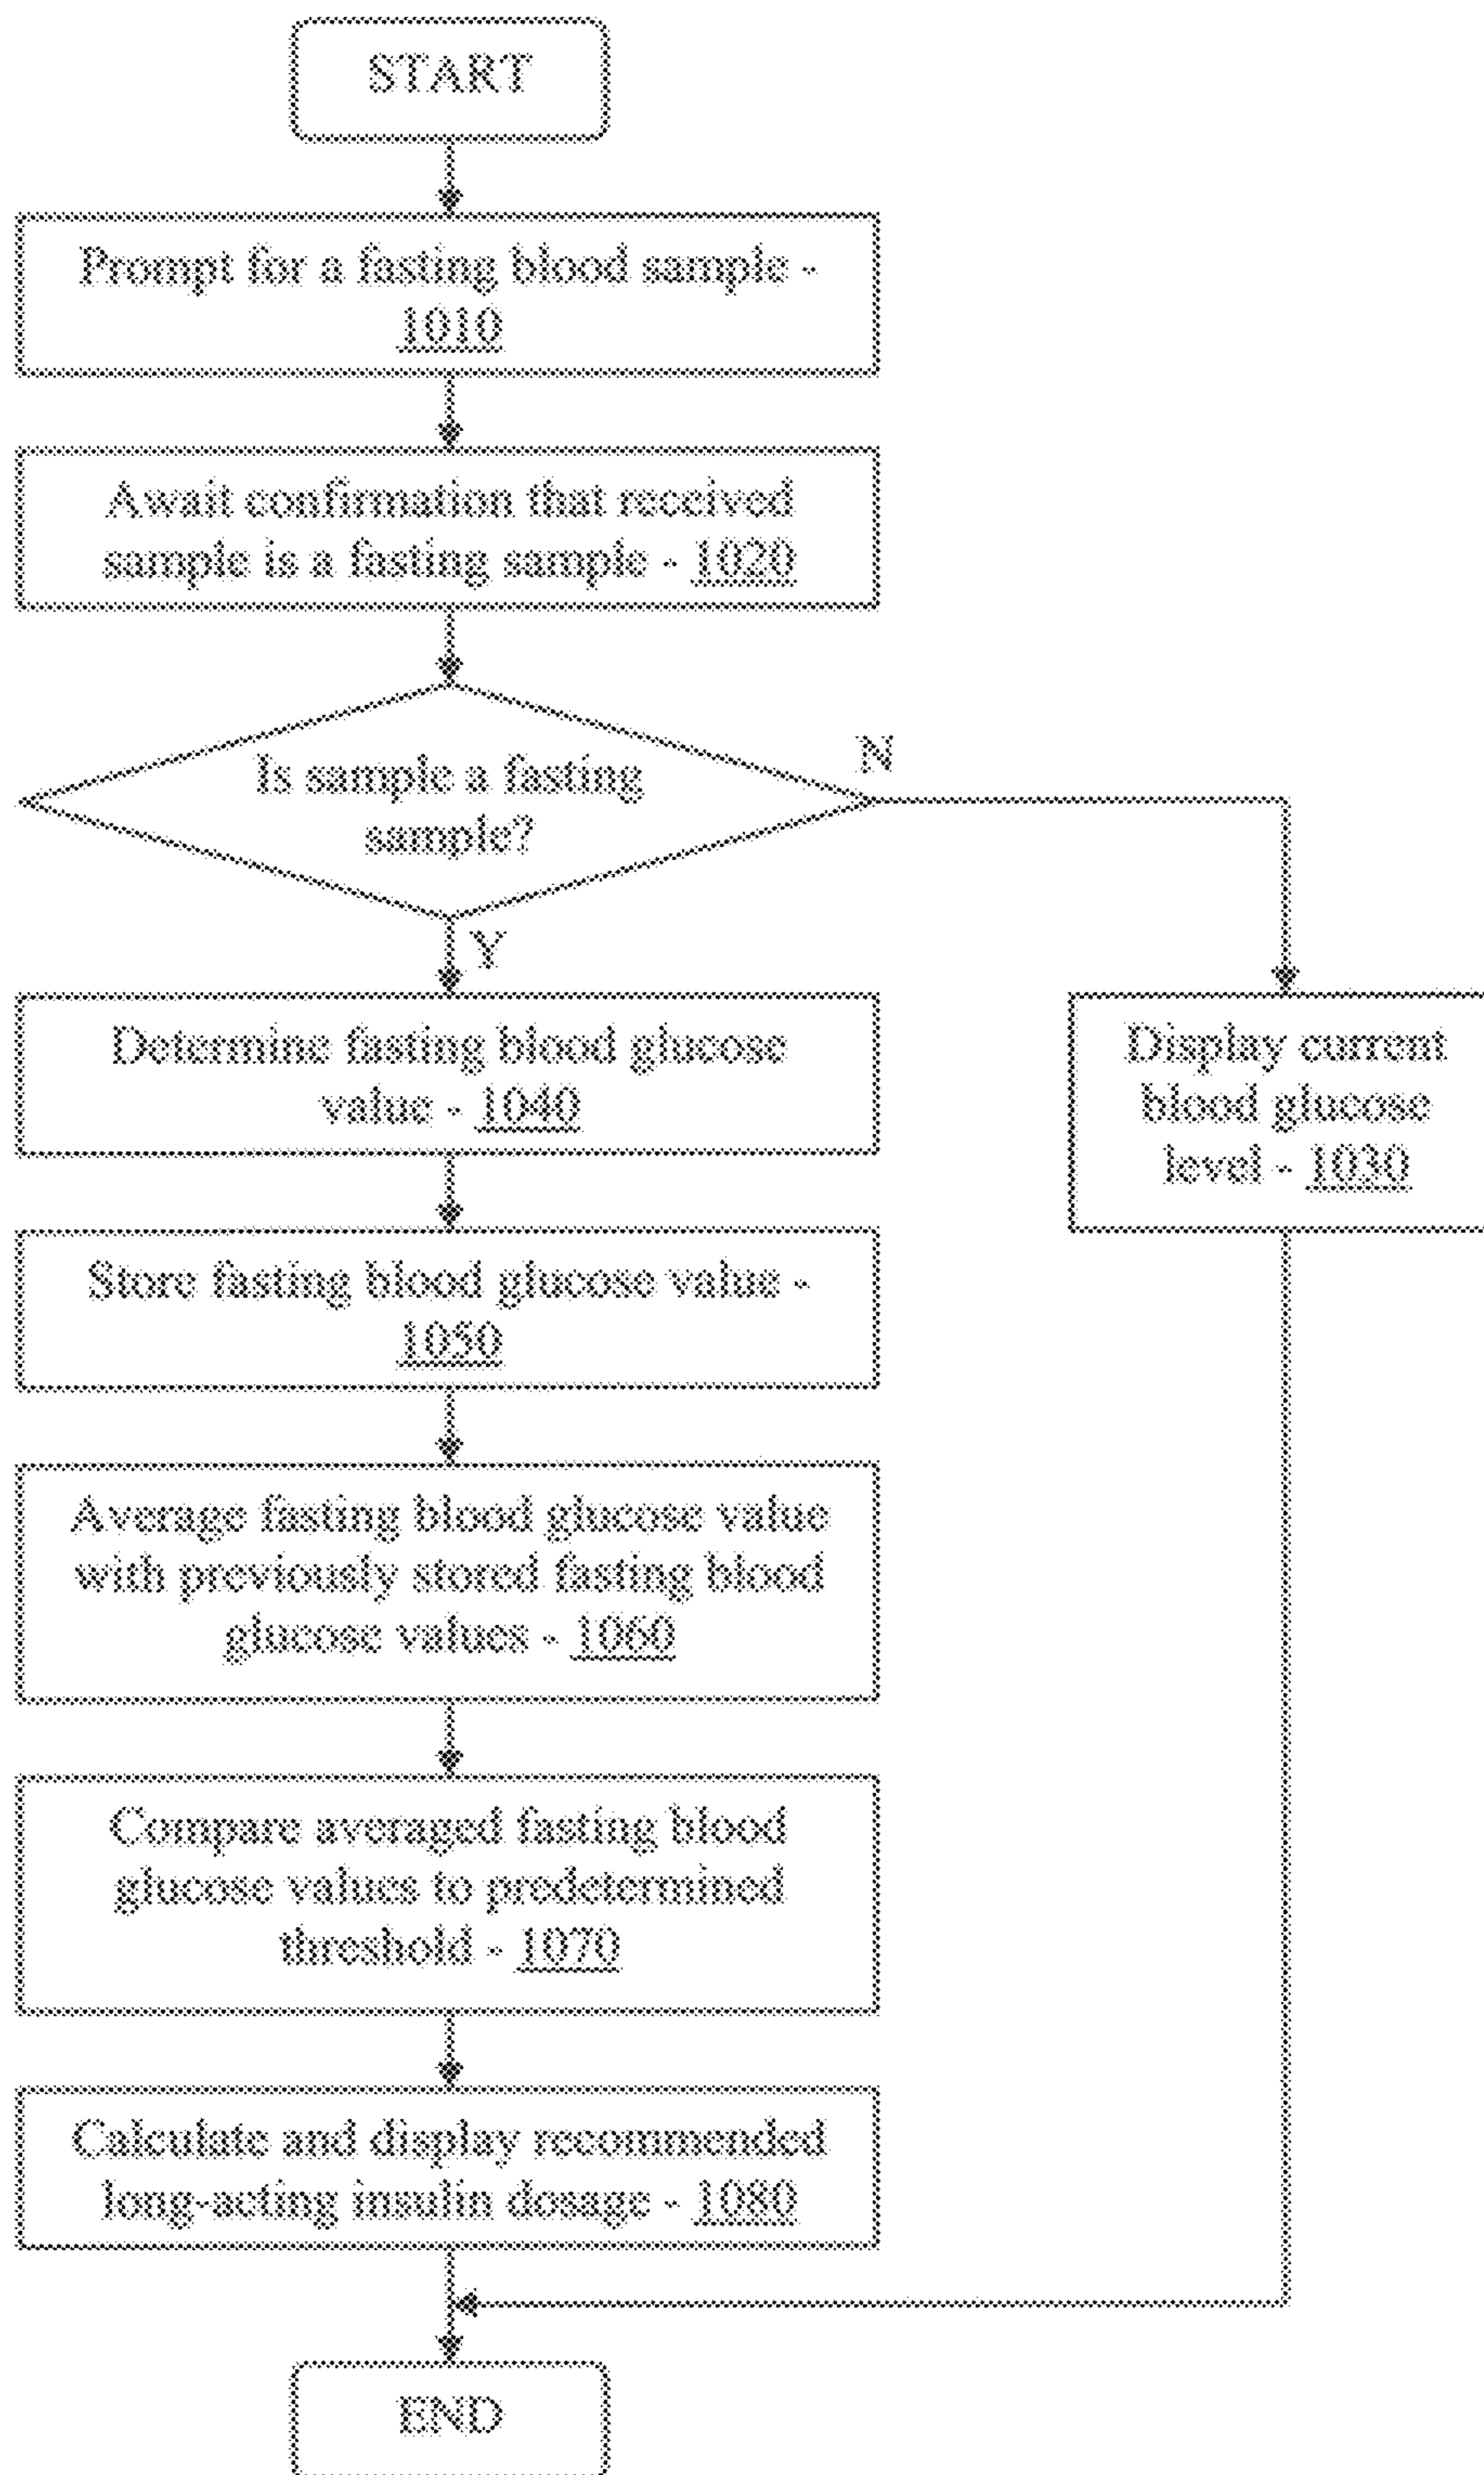 START
Prompt for a fasting blood sample -
1010
Await confirmation that received
sample is a fasting sample - 1020
Is sample a fasting
sample?
N
Y
Determine fasting blood glucose
value - 1040
Display current
blood glucose
level - 1030
Store fasting blood glucose value -
1050
Average fasting blood glucose value
with previously stored fasting blood
glucose values - 1060
Compare averaged fasting blood
glucose values to predetermined
threshold - 1070
Calculate and display recommended
long-acting insulin dosage - 1080
END